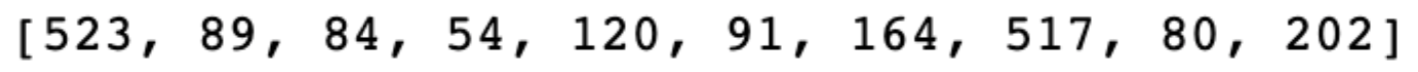 [523, 89, 84, 54, 120, 91, 164, 517, 80, 202]